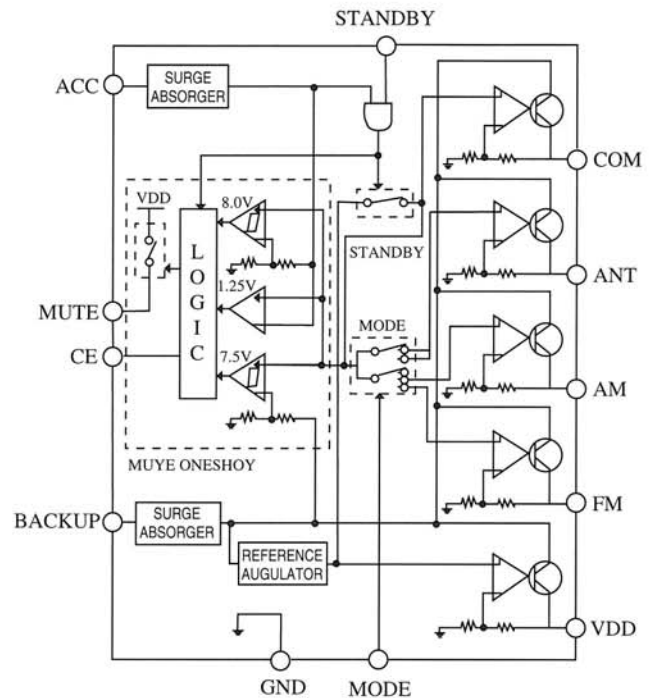 STANDBY
ACC
SURGE
ABSORGER
COM
VDD
8.0V
STANDBY
LOGIC
ANT
1.25V
MUTE
MODE
CE
7.5V
AM
MUYE ONESHOY
BACKUP
SURGE
ABSORGER
FM
REFERENCE
AUGULATOR
VDD
GND
MODE